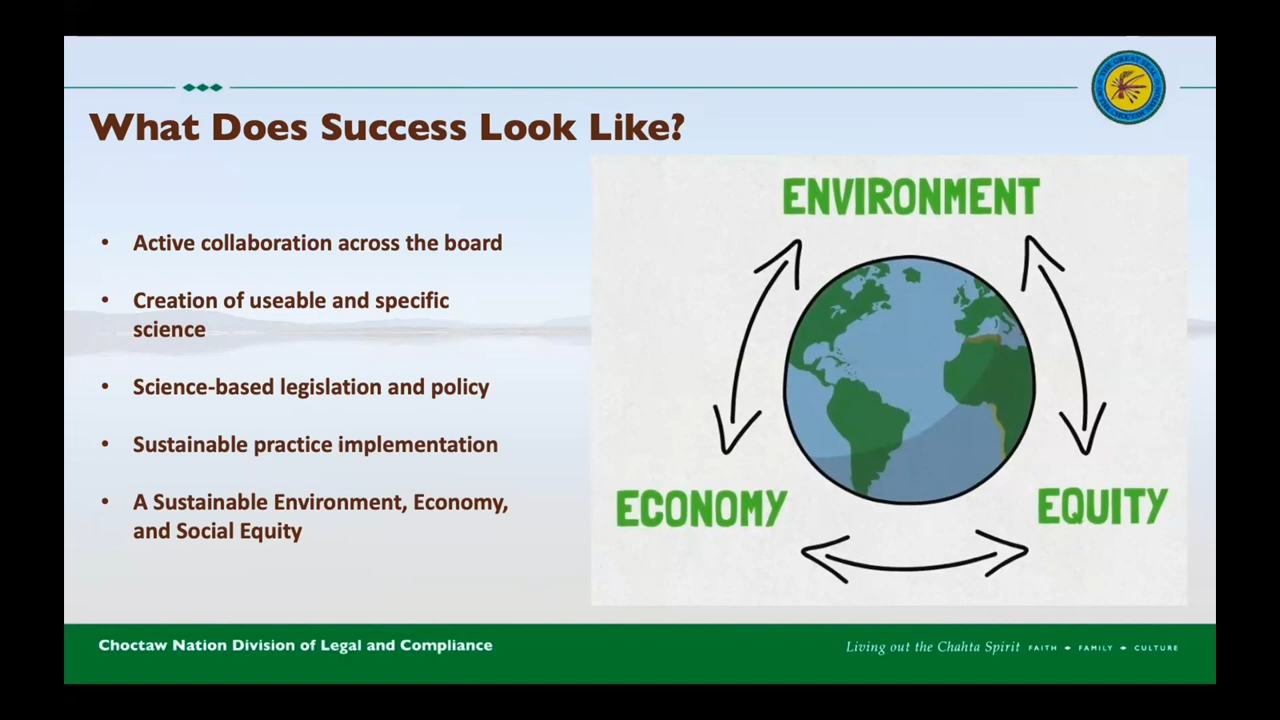 What Does Success Look Like?
• Active collaboration across the board
• Creation of useable and specific
science
• Science-based legislation and policy
• Sustainable practice implementation
• A Sustainable Environment, Economy,
and Social Equity
ENVIRONMENT
ECONOMY
EQUITY
Choctaw Nation Division of Legal and Compliance
Living out the Chahta Spirit FAITH ◆ FAMILY ◆ CULTURE